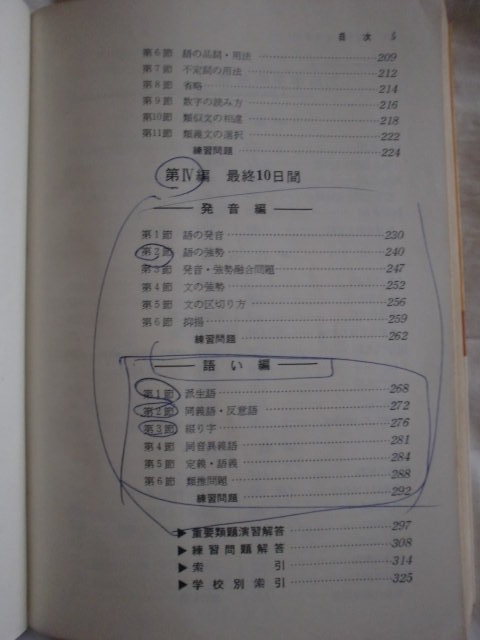 目次 5
第6節 語の品詞・用法 209
第7節 不定詞の用法 212
第8節 省略 214
第9節 数字の読み方 216
第10節 類似文の相違 218
第11節 類義文の選択 222
練習問題 224
第Ⅳ編 最終10日間
発音編
第1節 語の発音 230
第2節 語の強勢 240
第3節 発音・強勢融合問題 247
第4節 文の強勢 252
第5節 文の区切り方 256
第6節 抑揚 259
練習問題 262
語い編
第1節 派生語 268
第2節 同義語・反意語 272
第3節 綴り字 276
第4節 同音異義語 281
第5節 定義・語義 284
第6節 類推問題 288
練習問題 292
▶重要類題演習解答 297
▶練習問題解答 308
▶索引 314
▶学校別索引 325